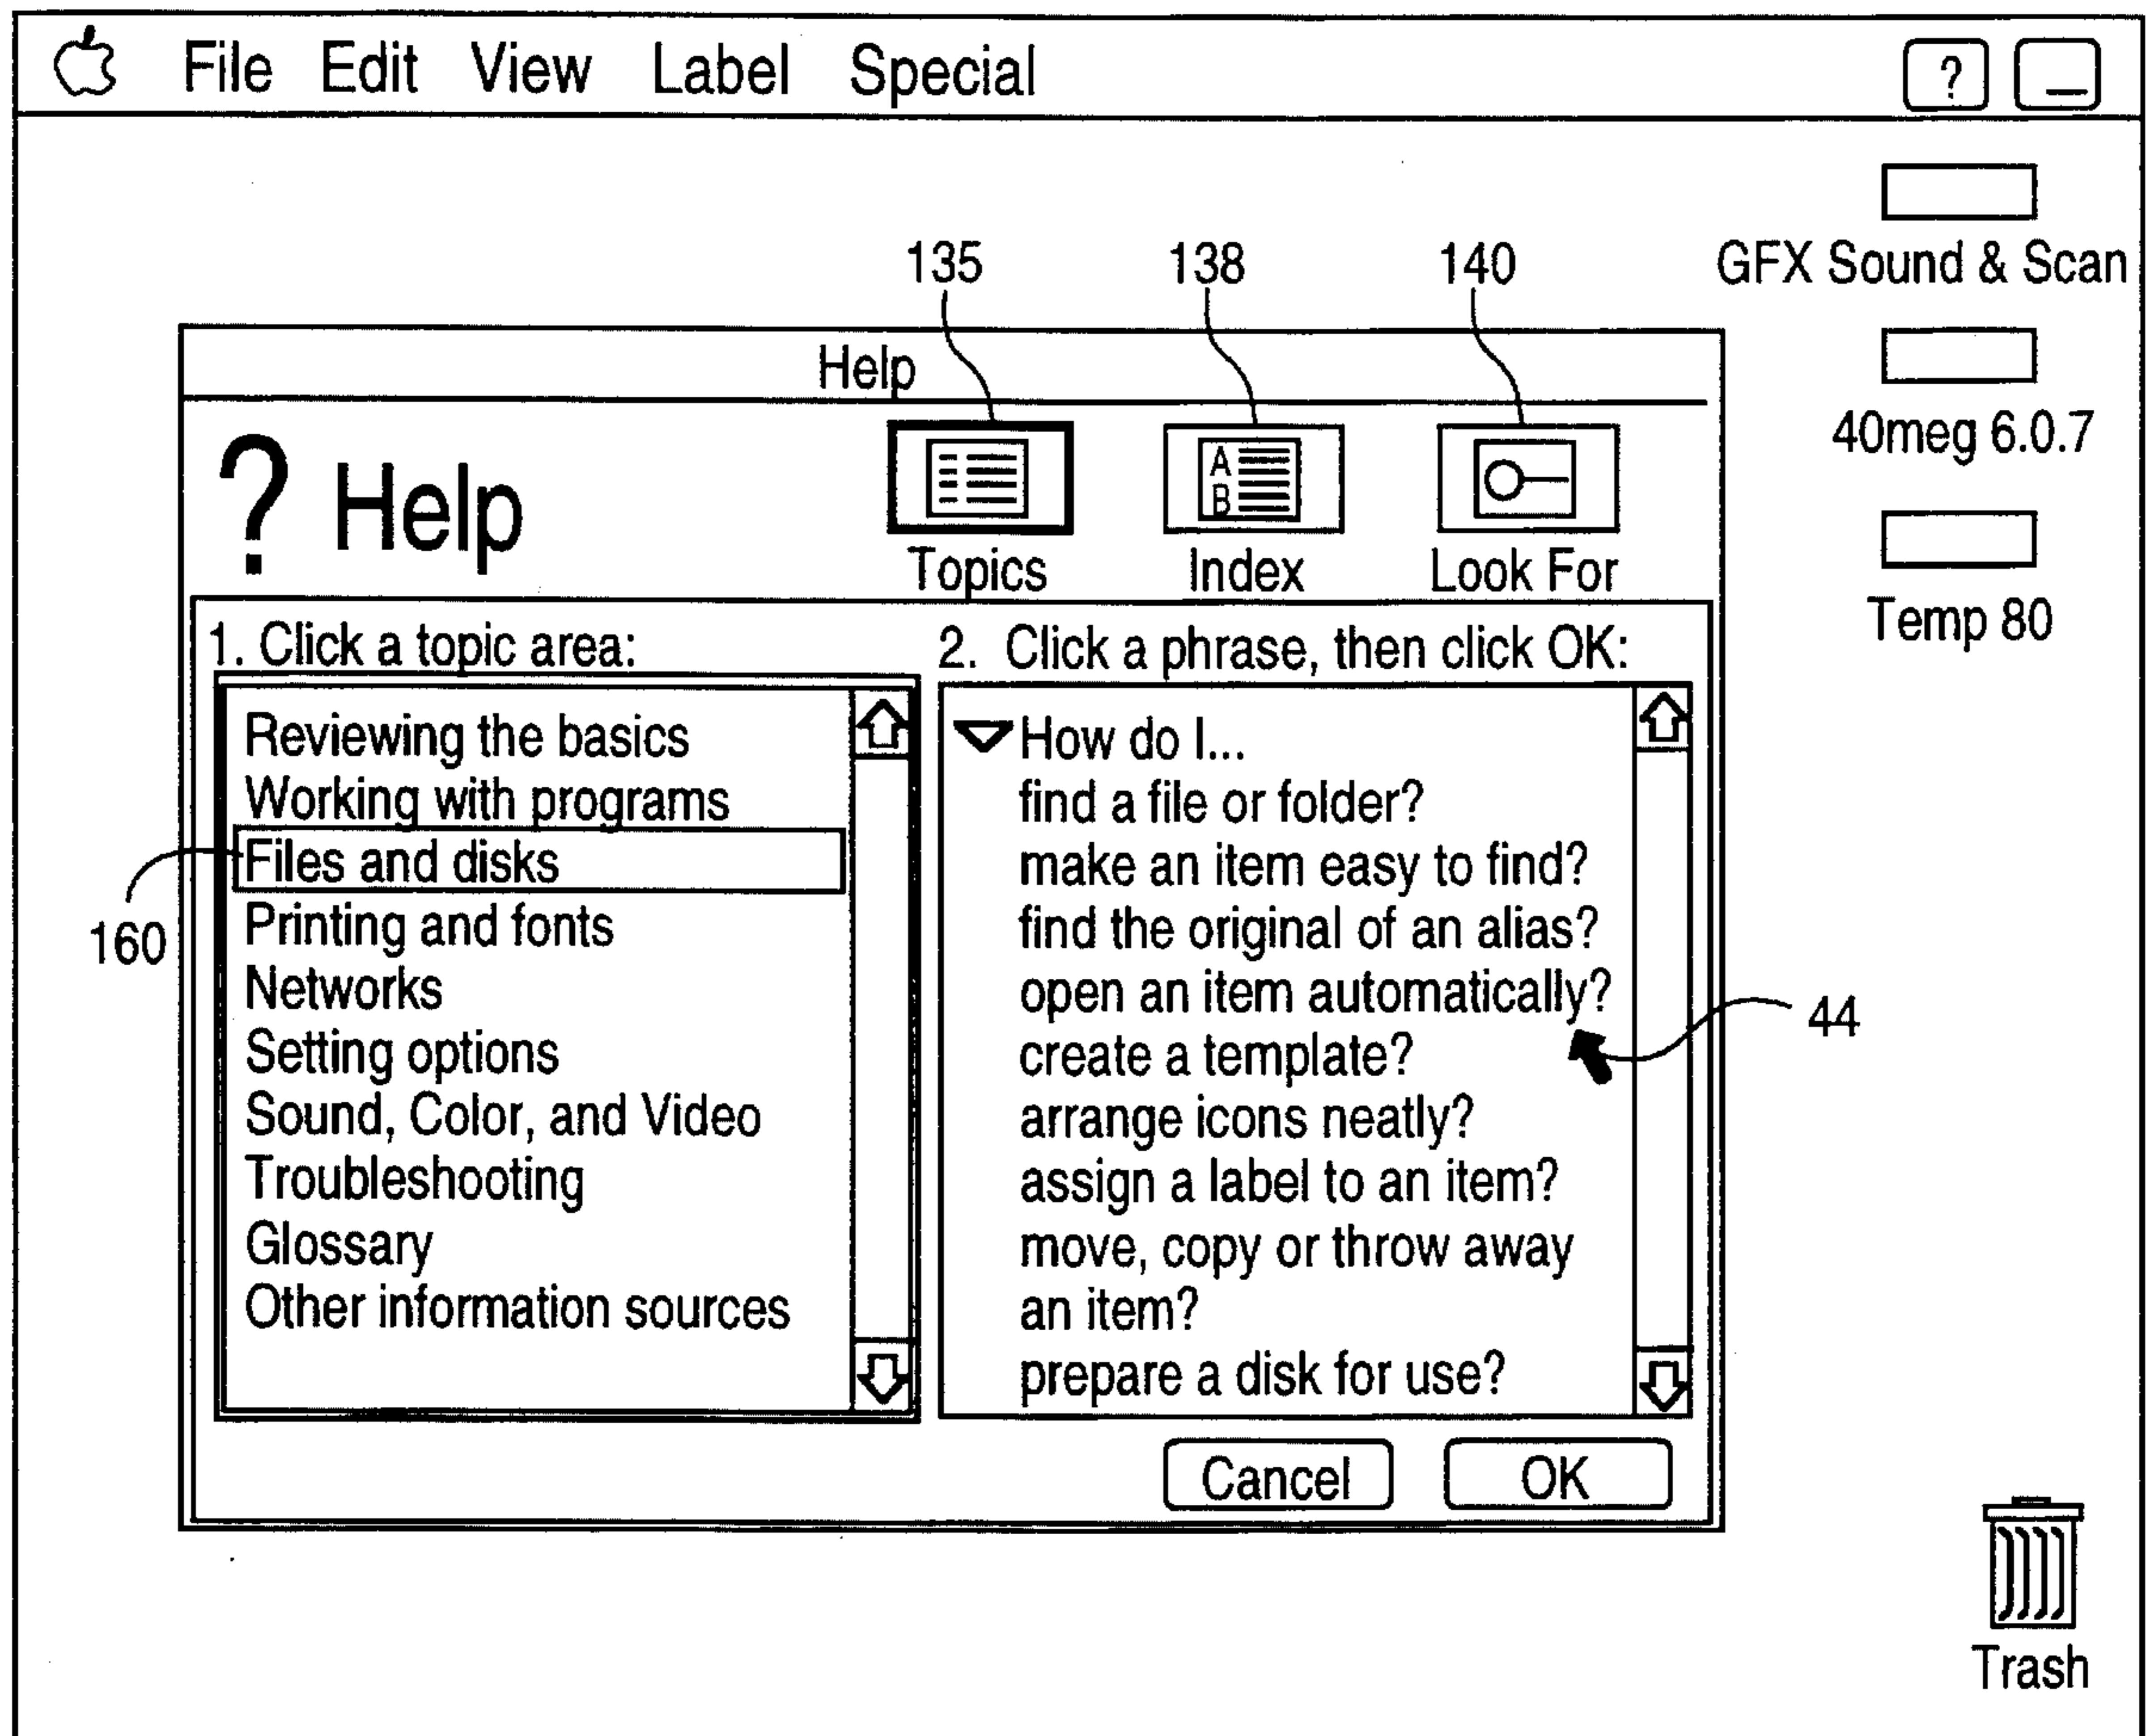 File Edit View Label Special ?
GFX Sound & Scan
40meg 6.0.7
Temp 80
135 138 140
Help
? Help
A
B
Topics Index Look For
1. Click a topic area:
Reviewing the basics
Working with programs
Files and disks
160
Printing and fonts
Networks
Setting options
Sound, Color, and Video
Troubleshooting
Glossary
Other information sources
2. Click a phrase, then click OK:
How do I...
find a file or folder?
make an item easy to find?
find the original of an alias?
open an item automatically?
44
create a template?
arrange icons neatly?
assign a label to an item?
move, copy or throw away
an item?
prepare a disk for use?
Cancel OK
Trash